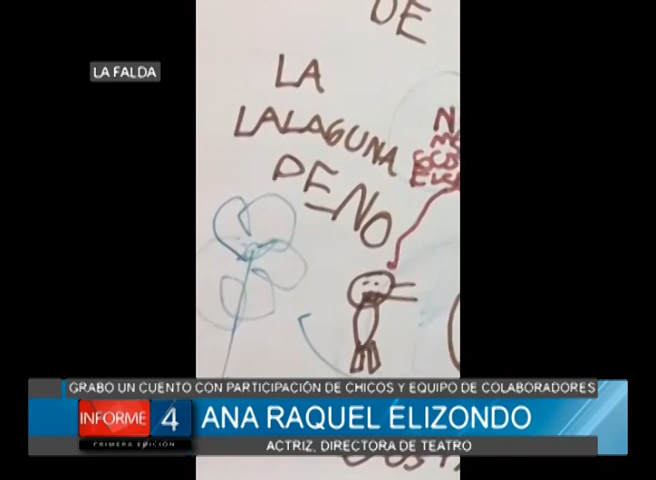 DE
LA FALDA
LA
LALAGUNA
DENO
GRABO UN CUENTO CON PARTICIPACIÓN DE CHICOS Y EQUIPO DE COLABORADORES
INFORME 4
ANA RAQUEL ELIZONDO
PRIMERA EDICIÓN
ACTRIZ, DIRECTORA DE TEATRO